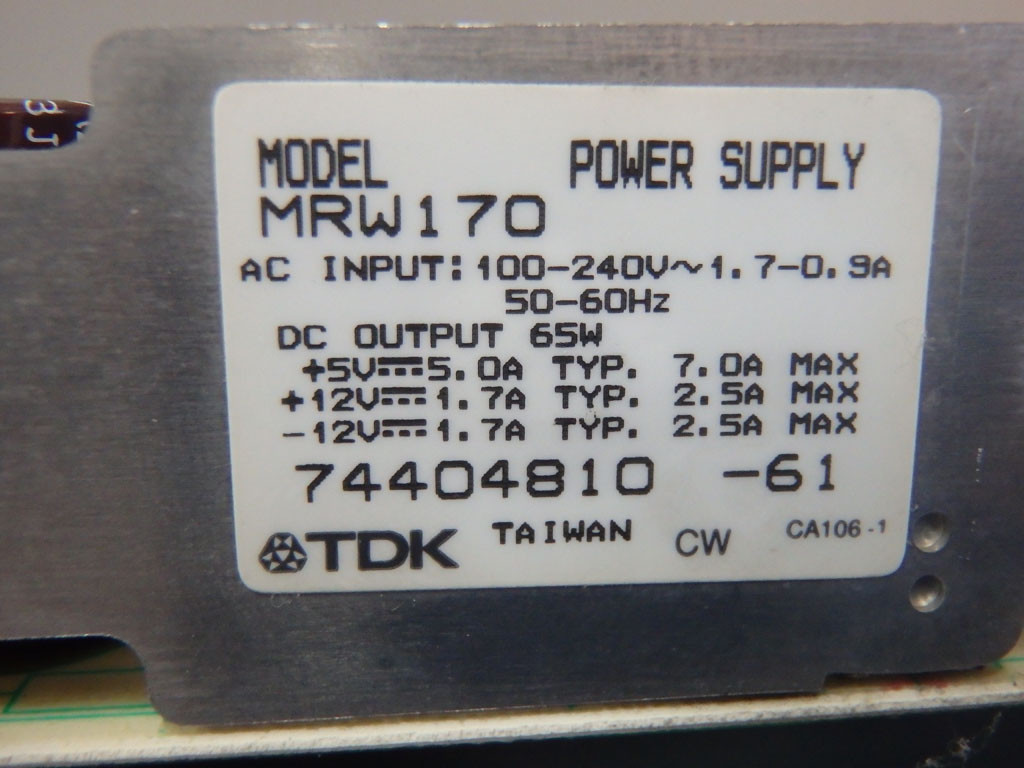 3J
MODEL POWER SUPPLY
MRW170
AC INPUT: 100-240V~1.7-0.9A
50-60Hz
DC OUTPUT 65W
+5V⎓5.0A TYP. 7.0A MAX
+12V⎓1.7A TYP. 2.5A MAX
-12V⎓1.7A TYP. 2.5A MAX
74404810 -61
TDK TAIWAN CW CA106-1